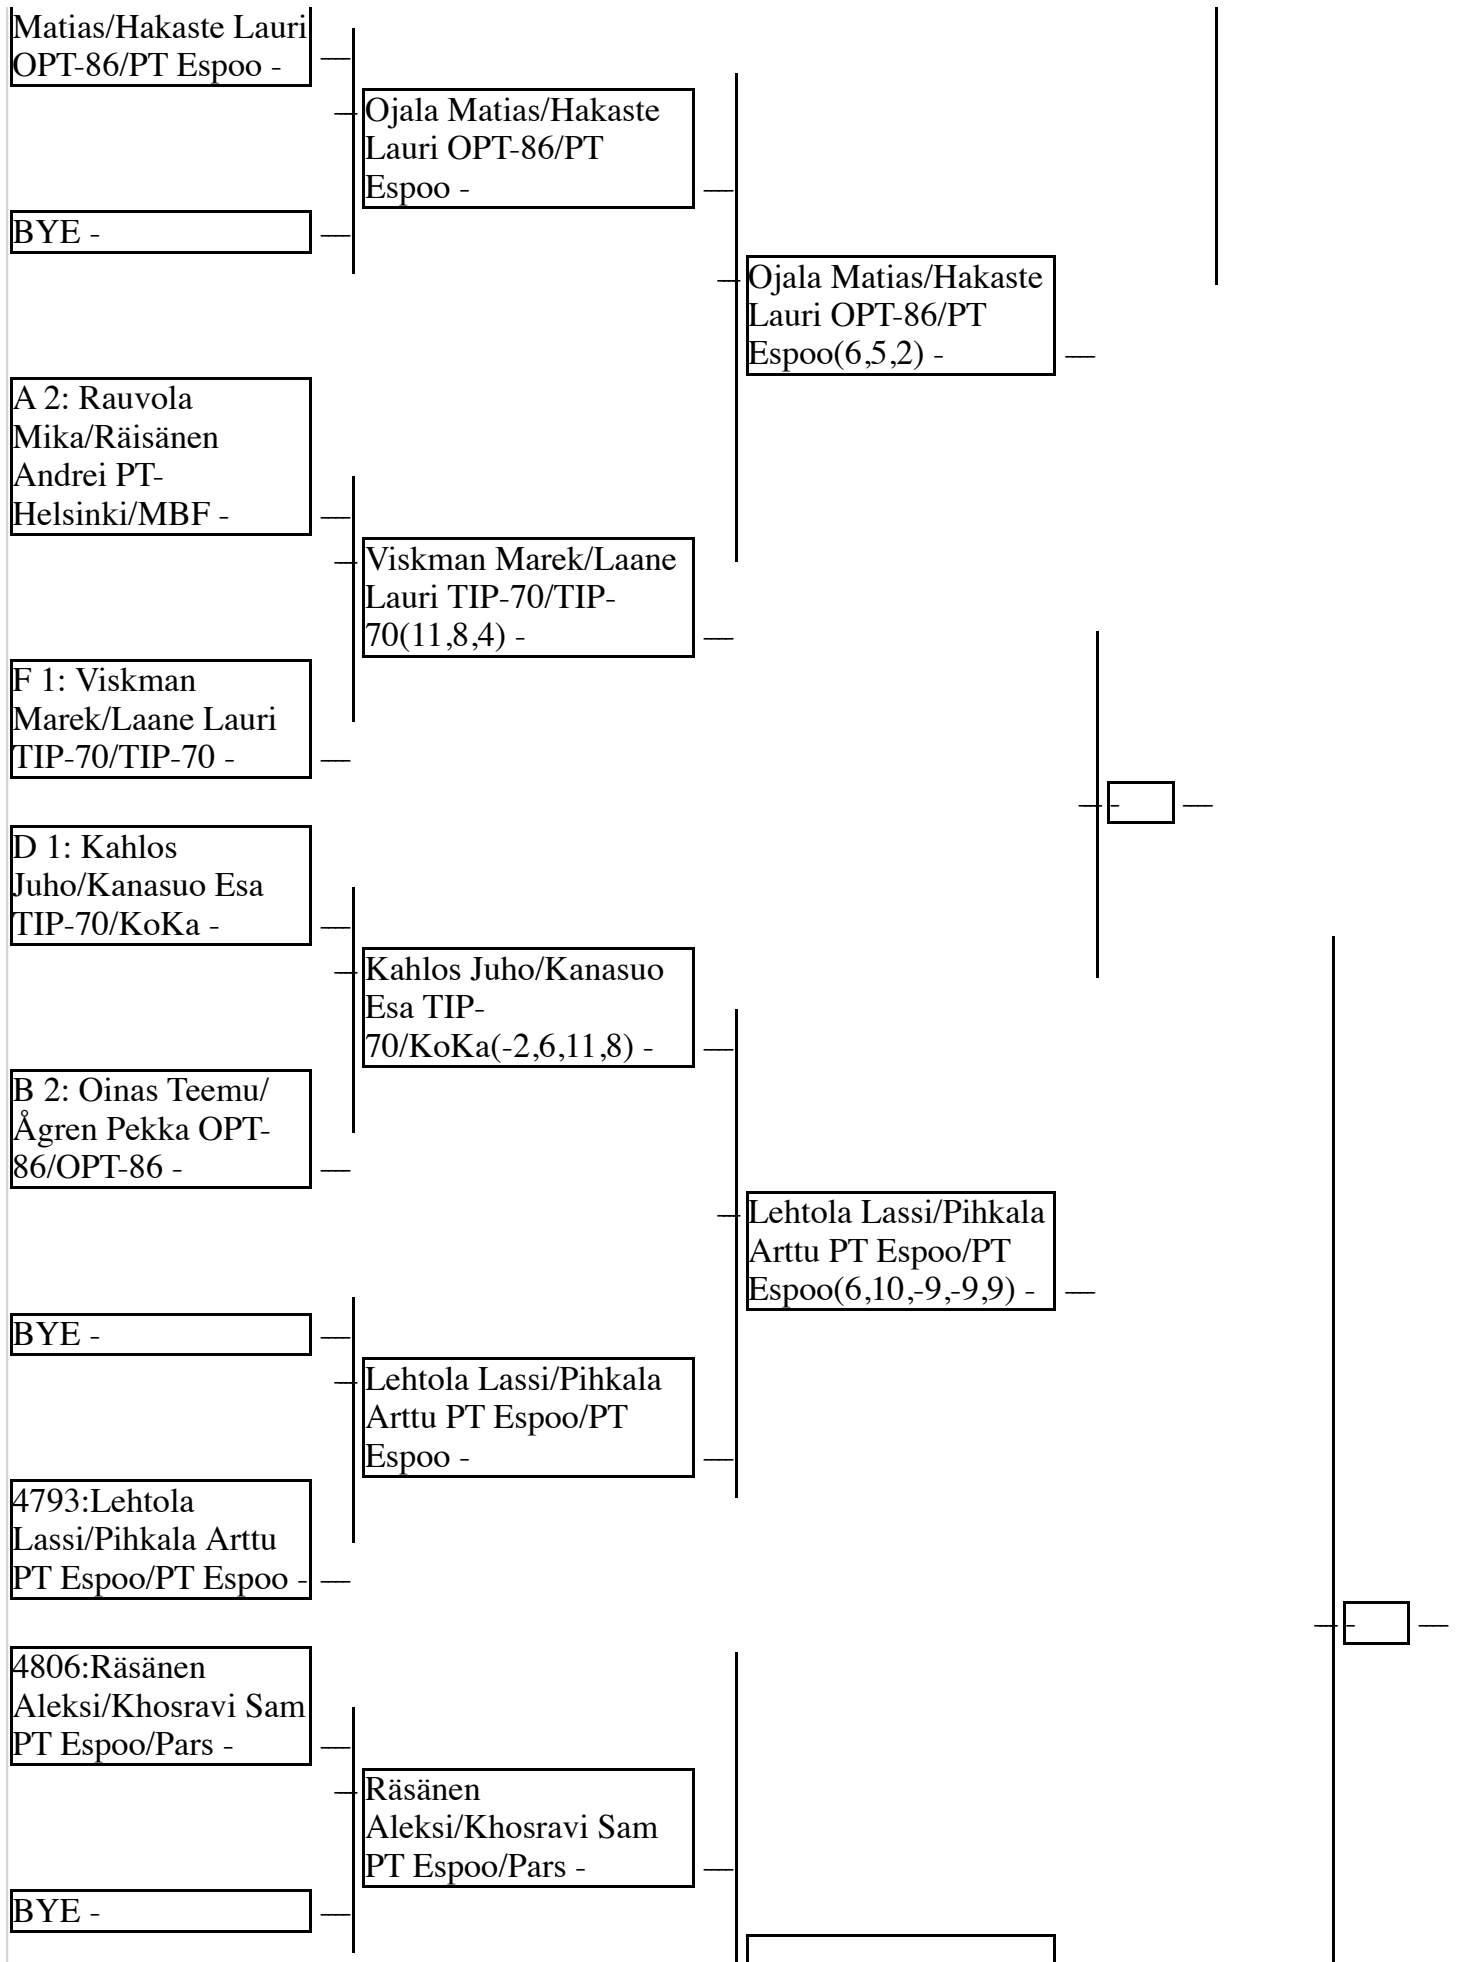 Matias/Hakaste Lauri
OPT-86/PT Espoo -
Ojala Matias/Hakaste
Lauri OPT-86/PT
Espoo -
BYE -
Ojala Matias/Hakaste
Lauri OPT-86/PT
Espoo(6,5,2) -
A 2: Rauvola
Mika/Räisänen
Andrei PT-
Helsinki/MBF -
Viskman Marek/Laane
Lauri TIP-70/TIP-
70(11,8,4) -
F 1: Viskman
Marek/Laane Lauri
TIP-70/TIP-70 -
-
D 1: Kahlos
Juho/Kanasuo Esa
TIP-70/KoKa -
Kahlos Juho/Kanasuo
Esa TIP-
70/KoKa(-2,6,11,8) -
B 2: Oinas Teemu/
Ågren Pekka OPT-
86/OPT-86 -
Lehtola Lassi/Pihkala
Arttu PT Espoo/PT
Espoo(6,10,-9,-9,9) -
BYE -
Lehtola Lassi/Pihkala
Arttu PT Espoo/PT
Espoo -
4793:Lehtola
Lassi/Pihkala Arttu
PT Espoo/PT Espoo -
-
4806:Räsänen
Aleksi/Khosravi Sam
PT Espoo/Pars -
Räsänen
Aleksi/Khosravi Sam
PT Espoo/Pars -
BYE -